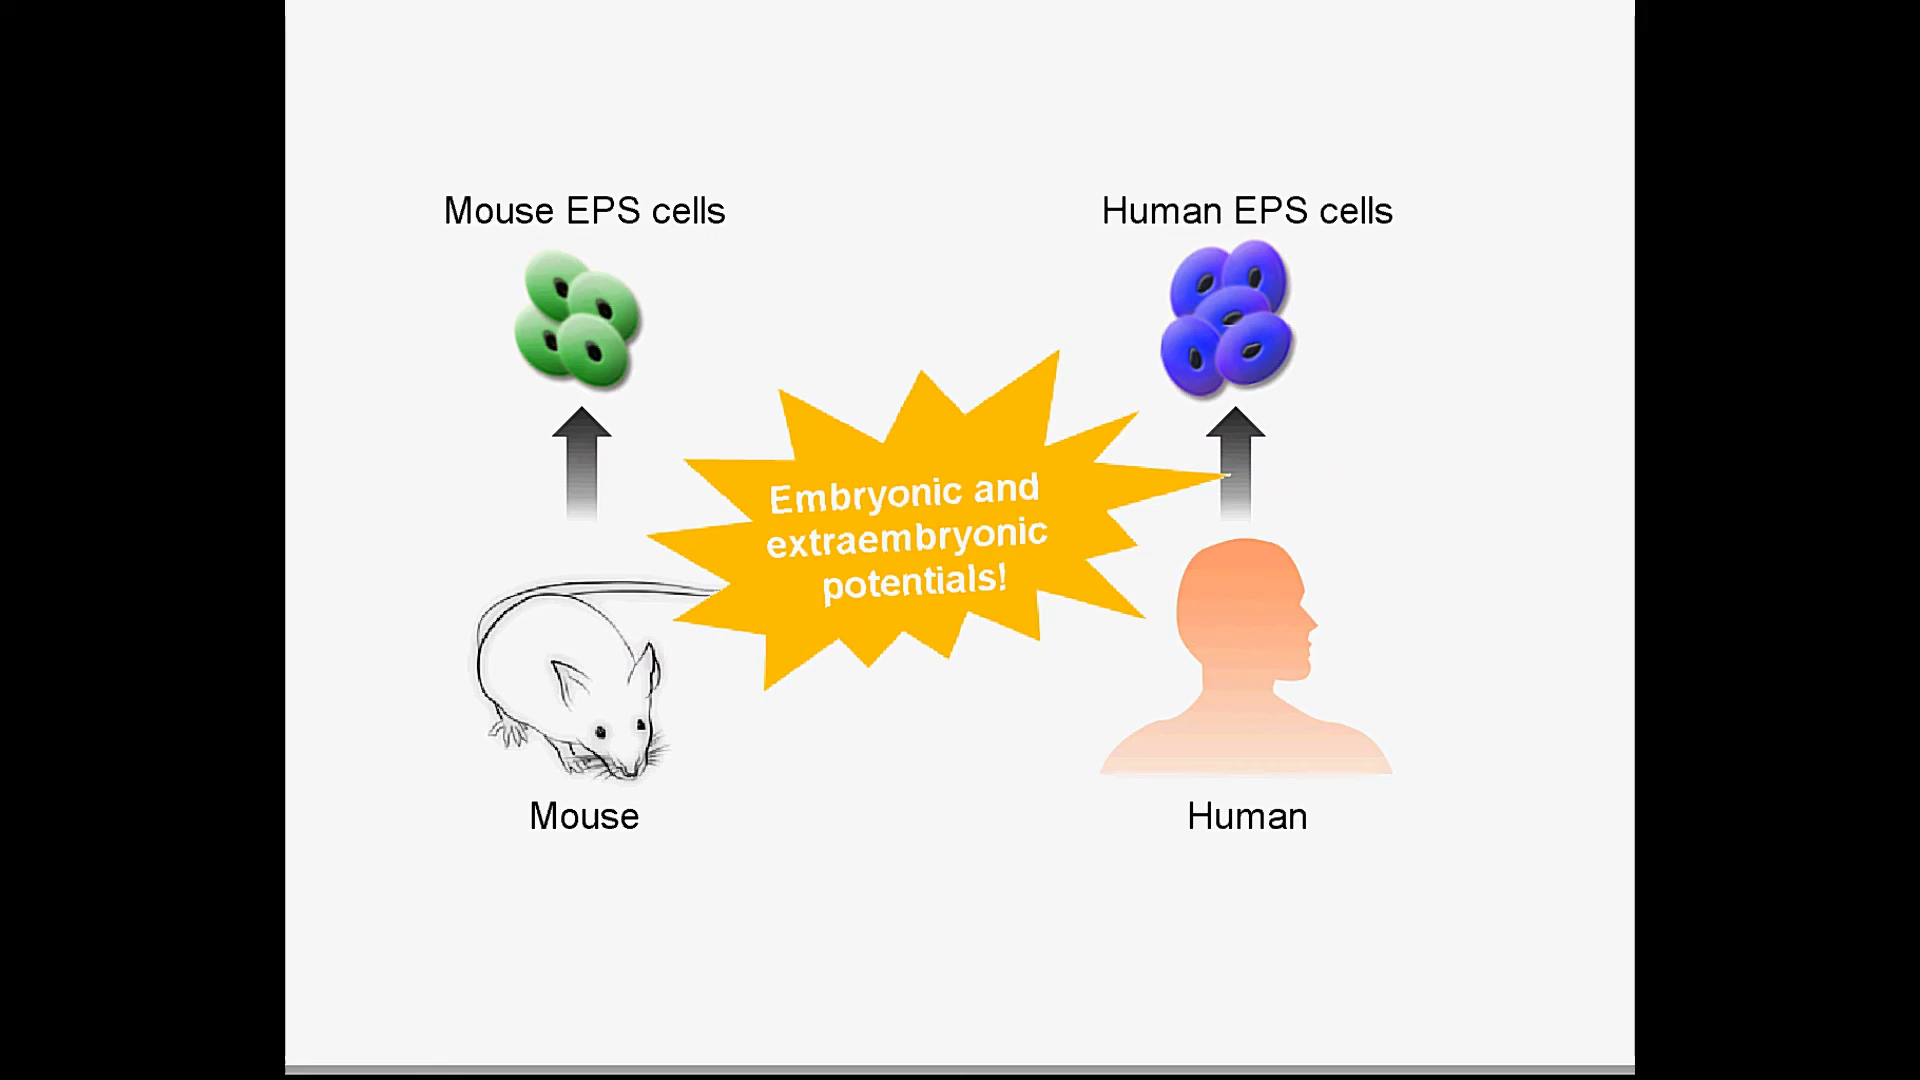 Mouse EPS cells
Human EPS cells
Embryonic and
extraembryonic
potentials!
Mouse
Human